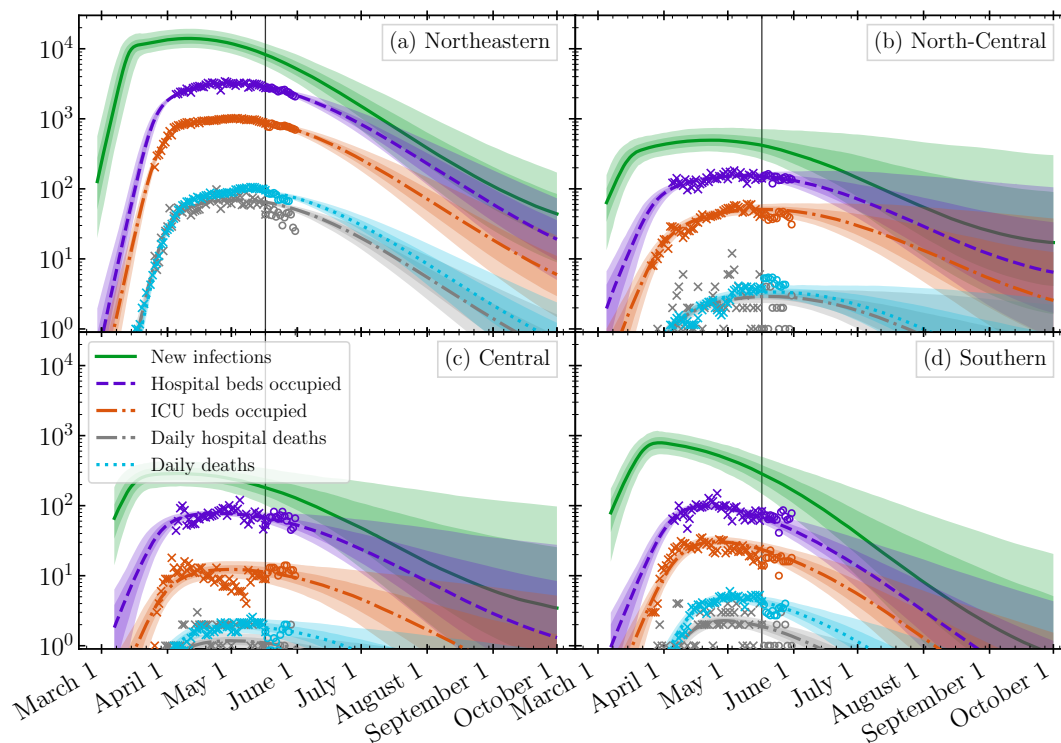 (a) Northeastern
(b) North-Central
10⁴
10³
10²
10¹
10⁰
(c) Central
(d) Southern
New infections
Hospital beds occupied
ICU beds occupied
Daily hospital deaths
Daily deaths
10⁴
10³
10²
10¹
10⁰
March 1
April 1
May 1
June 1
July 1
August 1
September 1
October 1
March 1
April 1
May 1
June 1
July 1
August 1
September 1
October 1